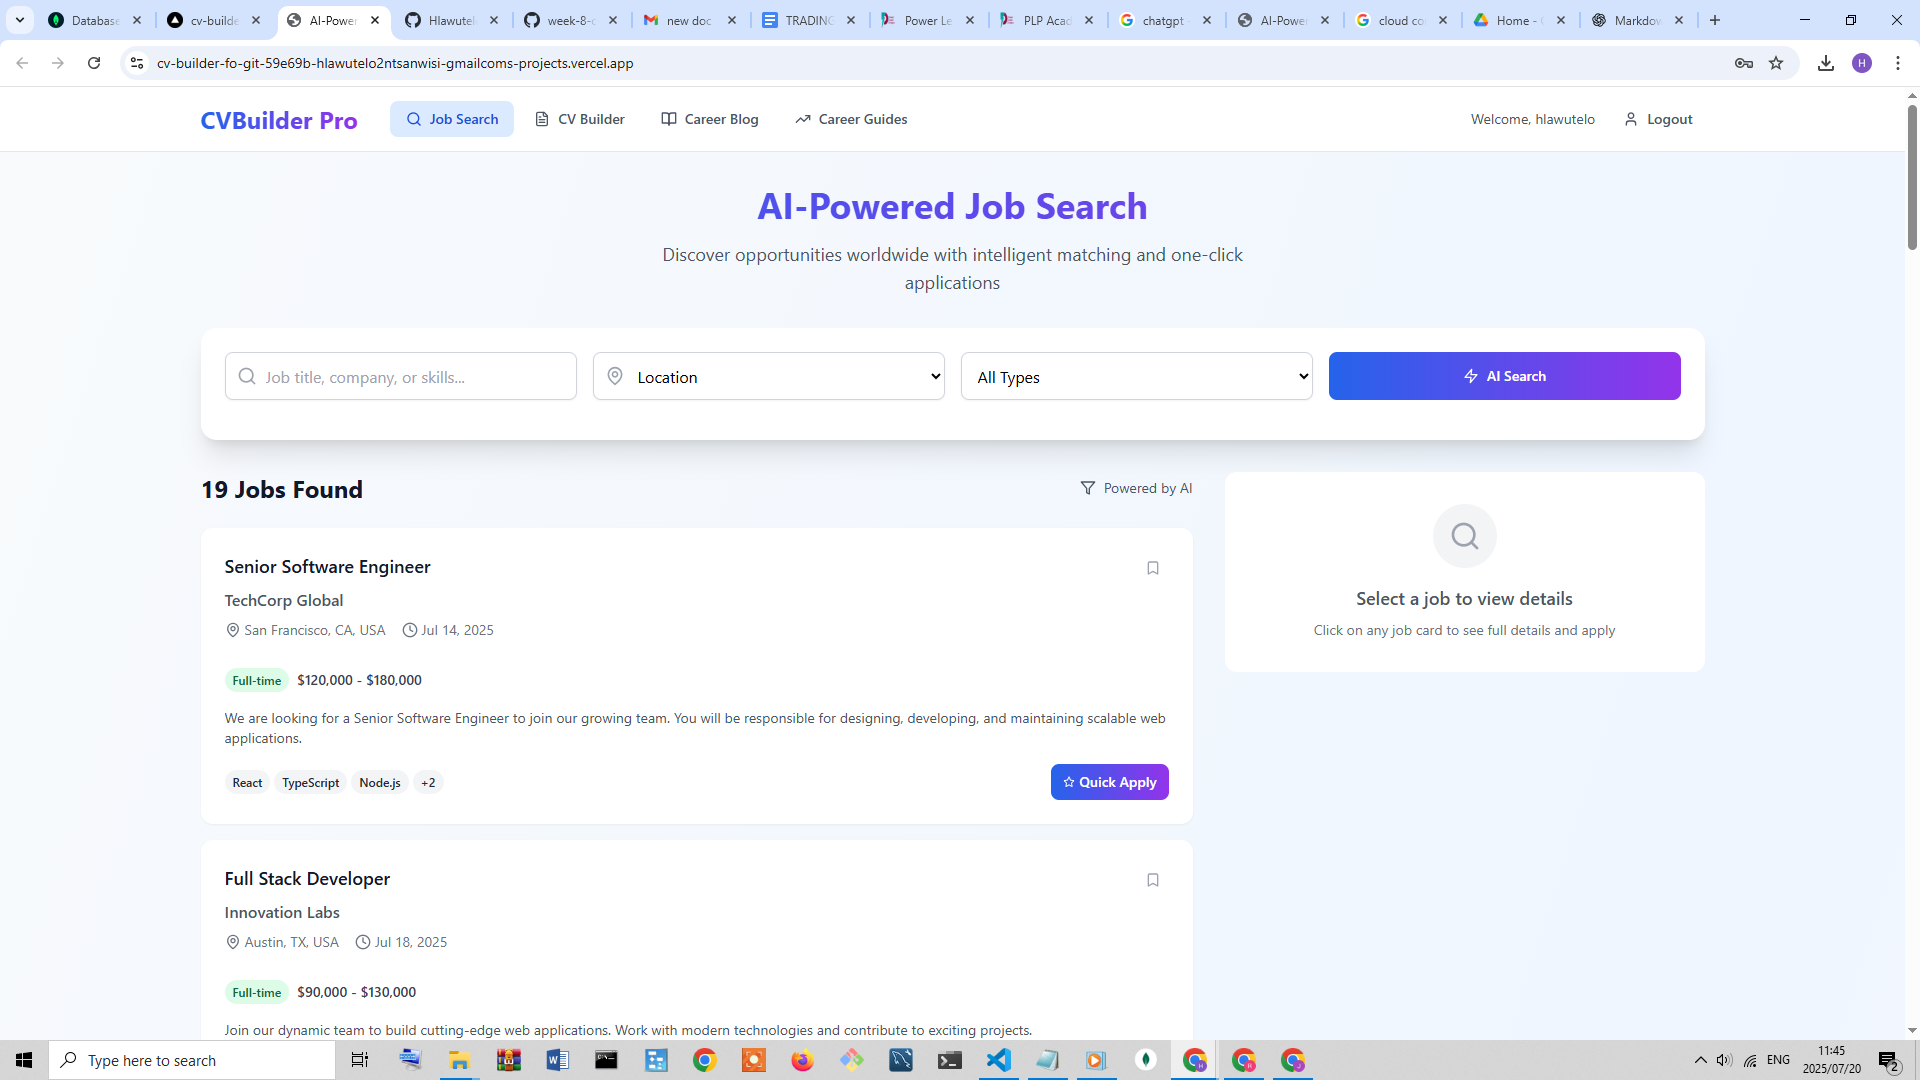 Database
cv-builde
AI-Power
Hlawutel
week-8-c
new doc
TRADING
Power Le
PLP Acad
chatgpt
AI-Power
cloud co
Home -
Markdow
cv-builder-fo-git-59e69b-hlawutelo2ntsanwisi-gmailcoms-projects.vercel.app
H
CVBuilder Pro
Job Search
CV Builder
Career Blog
Career Guides
Welcome, hlawutelo
Logout
AI-Powered Job Search
Discover opportunities worldwide with intelligent matching and one-click
applications
Job title, company, or skills...
Location
All Types
AI Search
19 Jobs Found
Powered by AI
Senior Software Engineer
TechCorp Global
San Francisco, CA, USA
Jul 14, 2025
Full-time
$120,000 - $180,000
We are looking for a Senior Software Engineer to join our growing team. You will be responsible for designing, developing, and maintaining scalable web
applications.
React
TypeScript
Node.js
+2
Quick Apply
Select a job to view details
Click on any job card to see full details and apply
Full Stack Developer
Innovation Labs
Austin, TX, USA
Jul 18, 2025
Full-time
$90,000 - $130,000
Join our dynamic team to build cutting-edge web applications. Work with modern technologies and contribute to exciting projects.
Type here to search
ENG
11:45
2025/07/20
2